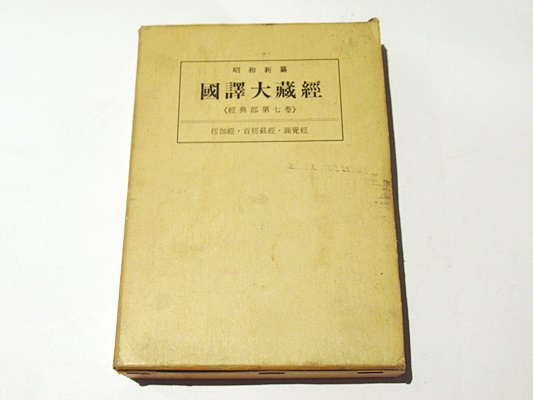 昭和新纂
國譯大藏經
《經典部第七卷》
楞伽經・首楞嚴經・圓覺經